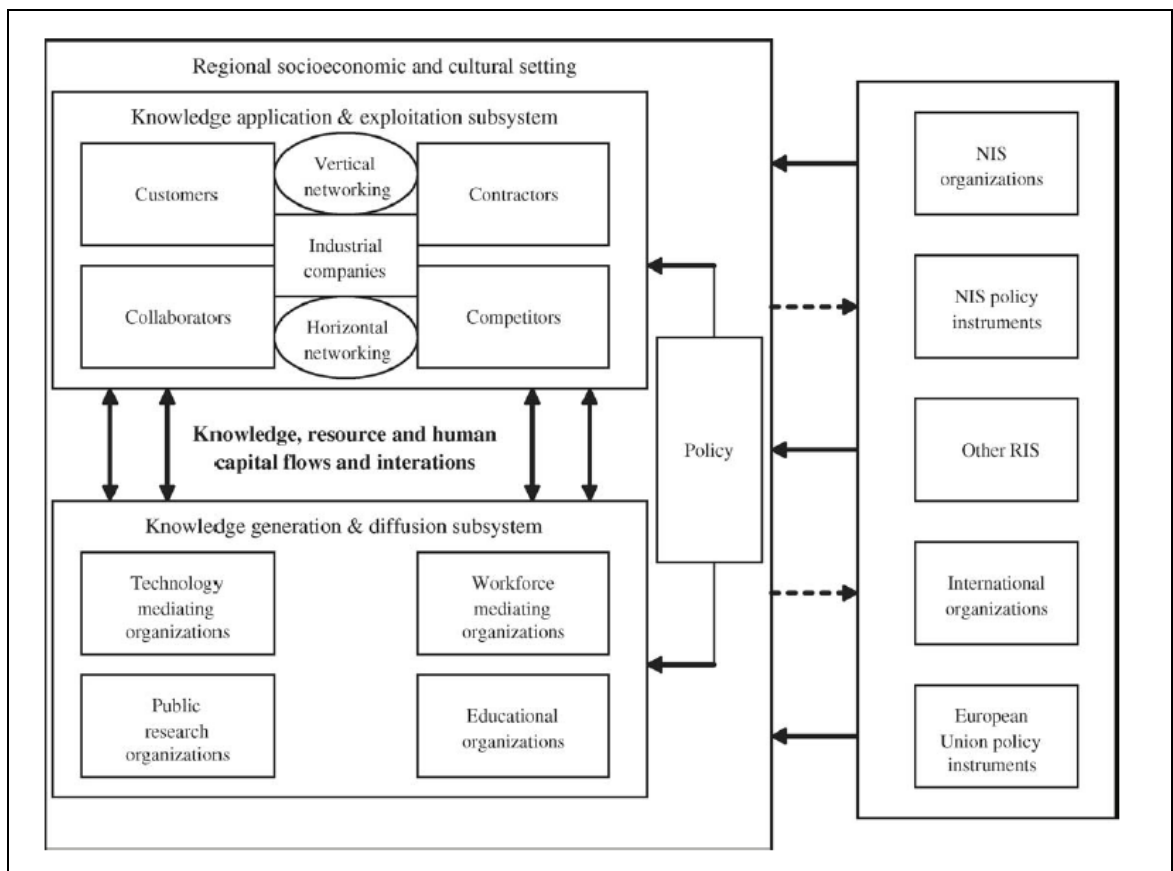 Regional socioeconomic and cultural setting
Knowledge application & exploitation subsystem
Customers
Vertical
networking
Contractors
Industrial
companies
Collaborators
Horizontal
networking
Competitors
Knowledge, resource and human
capital flows and interations
Policy
Knowledge generation & diffusion subsystem
Technology
mediating
organizations
Workforce
mediating
organizations
Public
research
organizations
Educational
organizations
NIS
organizations
NIS policy
instruments
Other RIS
International
organizations
European
Union policy
instruments